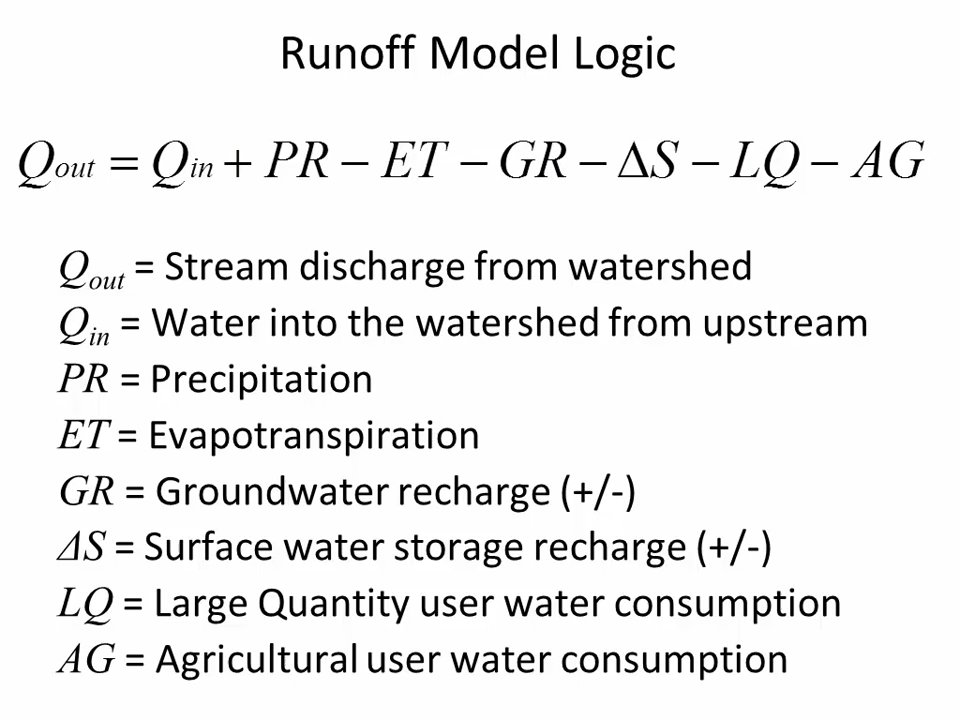 Runoff Model Logic
Qout = Qin + PR − ET − GR − ΔS − LQ − AG
Qout = Stream discharge from watershed
Qin = Water into the watershed from upstream
PR = Precipitation
ET = Evapotranspiration
GR = Groundwater recharge (+/-)
ΔS = Surface water storage recharge (+/-)
LQ = Large Quantity user water consumption
AG = Agricultural user water consumption